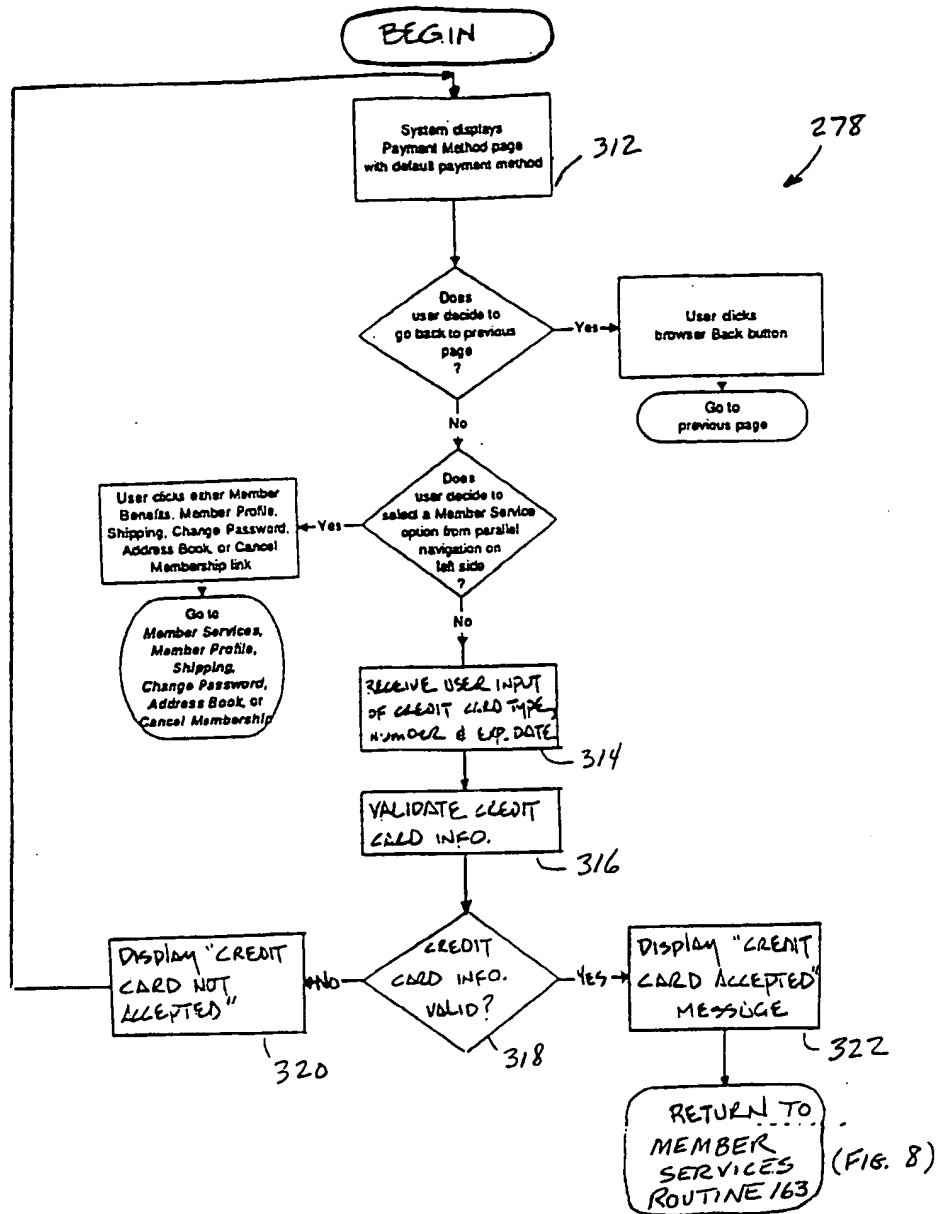 BEGIN
System displays
Payment Method page
with default payment method
312
278
Does
user decide to
go back to previous
page
?
Yes
User clicks
browser Back button
Go to
previous page
No
Does
user decide to
select a Member Service
option from parallel
navigation on
left side
?
Yes
User clicks either Member
Benefits, Member Profile,
Shipping, Change Password,
Address Book, or Cancel
Membership link
Go to
Member Services,
Member Profile,
Shipping,
Change Password,
Address Book, or
Cancel Membership
No
RECEIVE USER INPUT
OF CREDIT CARD TYPE,
NUMBER & EXP. DATE
314
VALIDATE CREDIT
CARD INFO.
316
CREDIT
CARD INFO.
VALID?
318
NO
DISPLAY "CREDIT
CARD NOT
ACCEPTED"
320
YES
DISPLAY "CREDIT
CARD ACCEPTED"
MESSAGE
322
RETURN TO
MEMBER
SERVICES
ROUTINE 163
(FIG. 8)